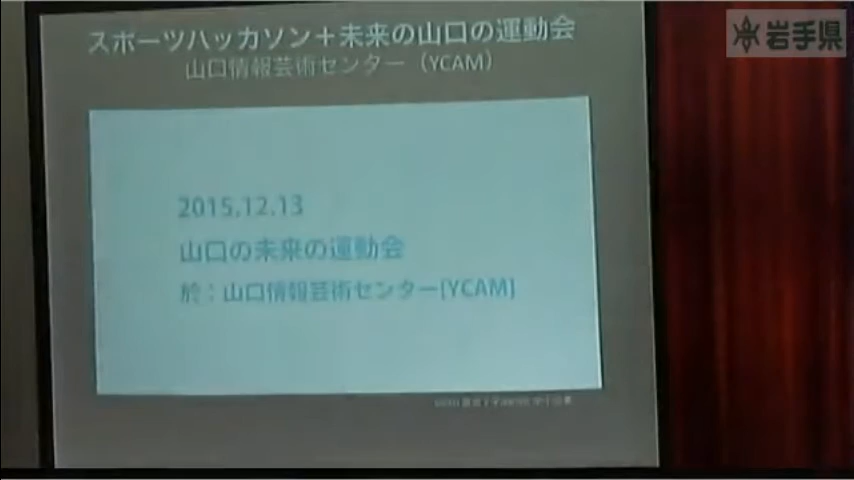 スポーツハッカソン＋未来の山口の運動会
岩手県
山口情報芸術センター（YCAM）
2015.12.13
山口の未来の運動会
於：山口情報芸術センター[YCAM]